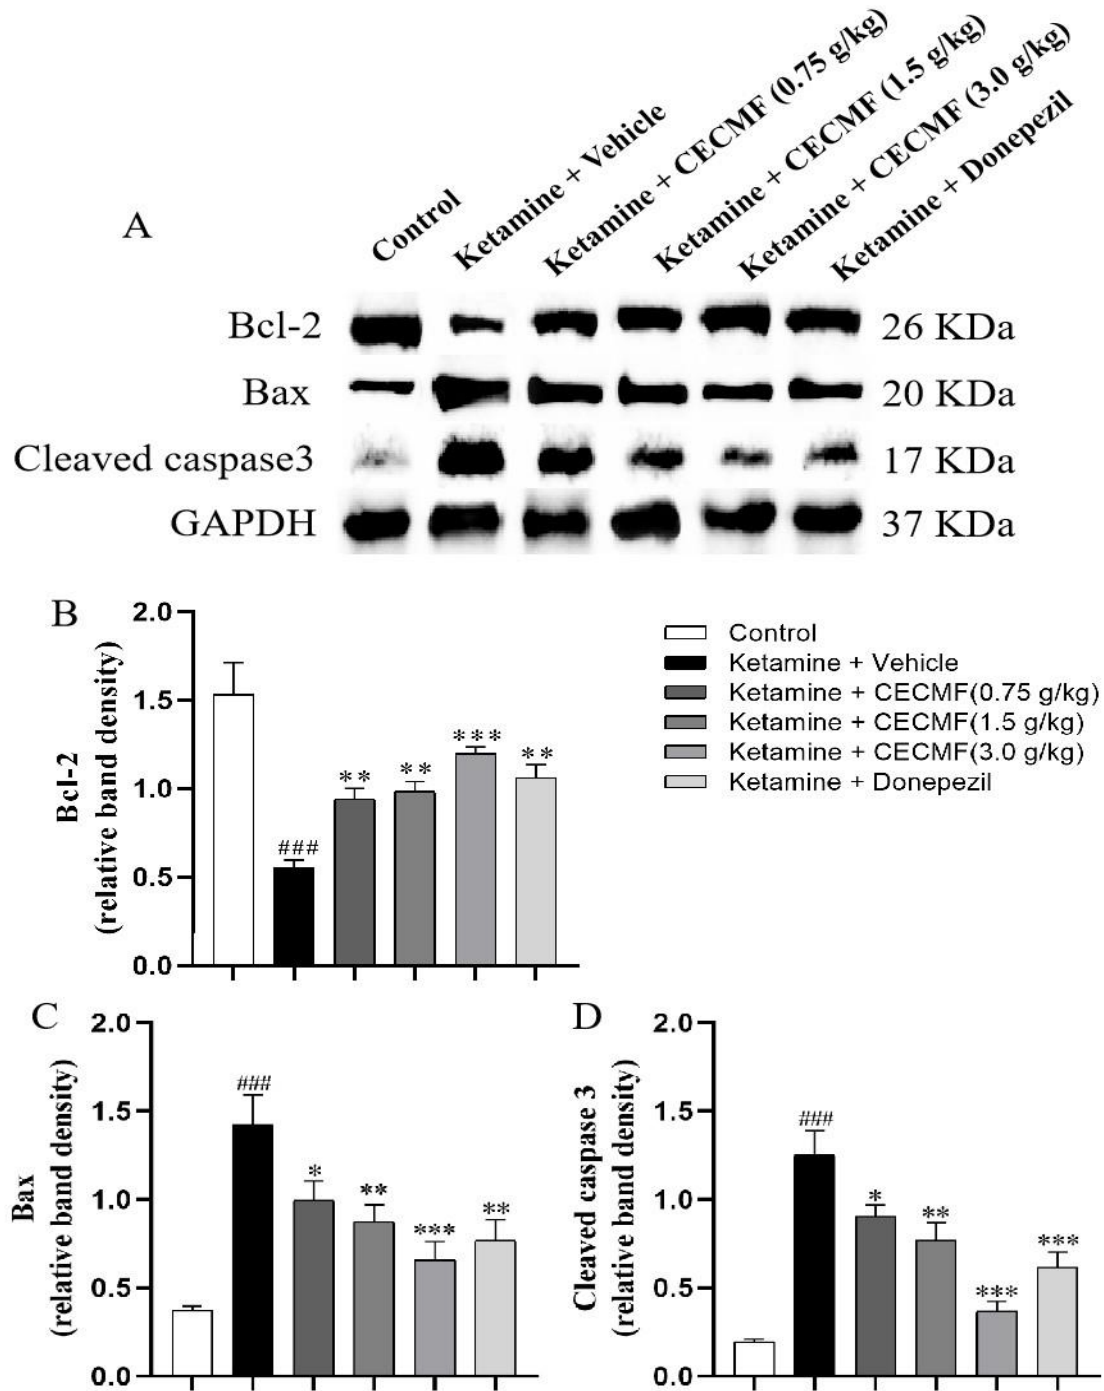 A
Control
Ketamine + Vehicle
Ketamine + CECMF (0.75 g/kg)
Ketamine + CECMF (1.5 g/kg)
Ketamine + CECMF (3.0 g/kg)
Ketamine + Donepezil
Bcl-2 26 KDa
Bax 20 KDa
Cleaved caspase3 17 KDa
GAPDH 37 KDa
B
Bcl-2
(relative band density)
2.0
1.5
1.0
0.5
0.0
###
**
**
***
**
Control
Ketamine + Vehicle
Ketamine + CECMF(0.75 g/kg)
Ketamine + CECMF(1.5 g/kg)
Ketamine + CECMF(3.0 g/kg)
Ketamine + Donepezil
C
Bax
(relative band density)
2.0
1.5
1.0
0.5
0.0
###
*
**
***
**
D
Cleaved caspase 3
(relative band density)
2.0
1.5
1.0
0.5
0.0
###
*
**
***
***